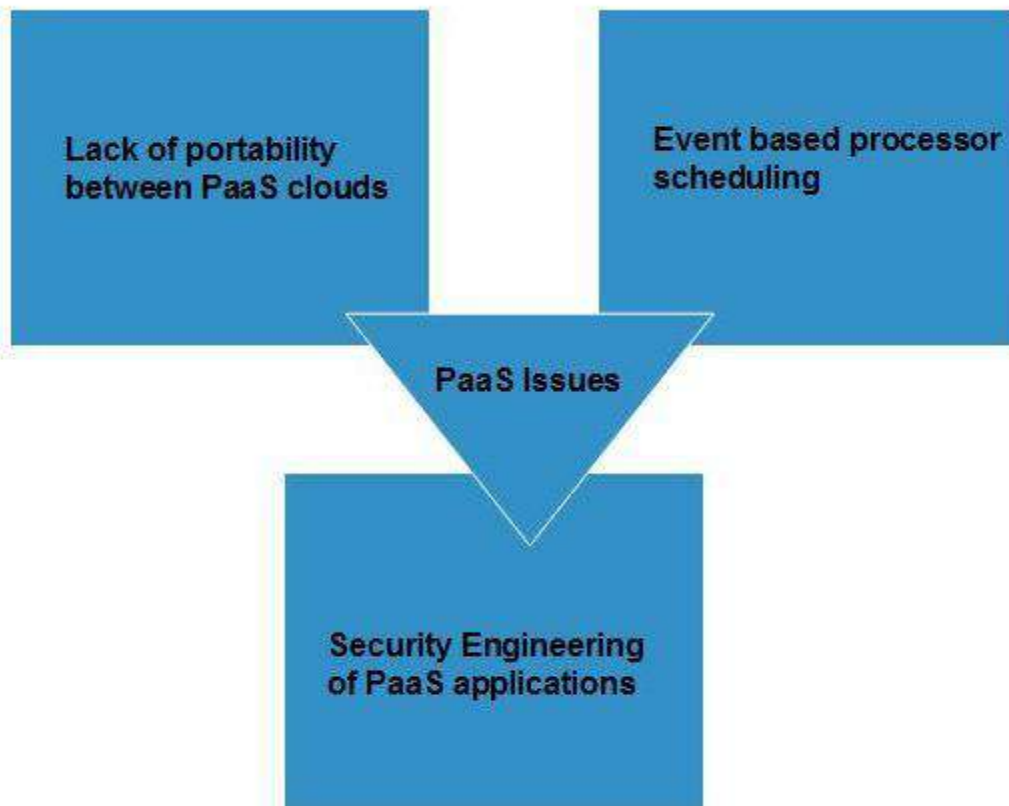 Lack of portability
between PaaS clouds
Event based processor
scheduling
PaaS Issues
Security Engineering
of PaaS applications